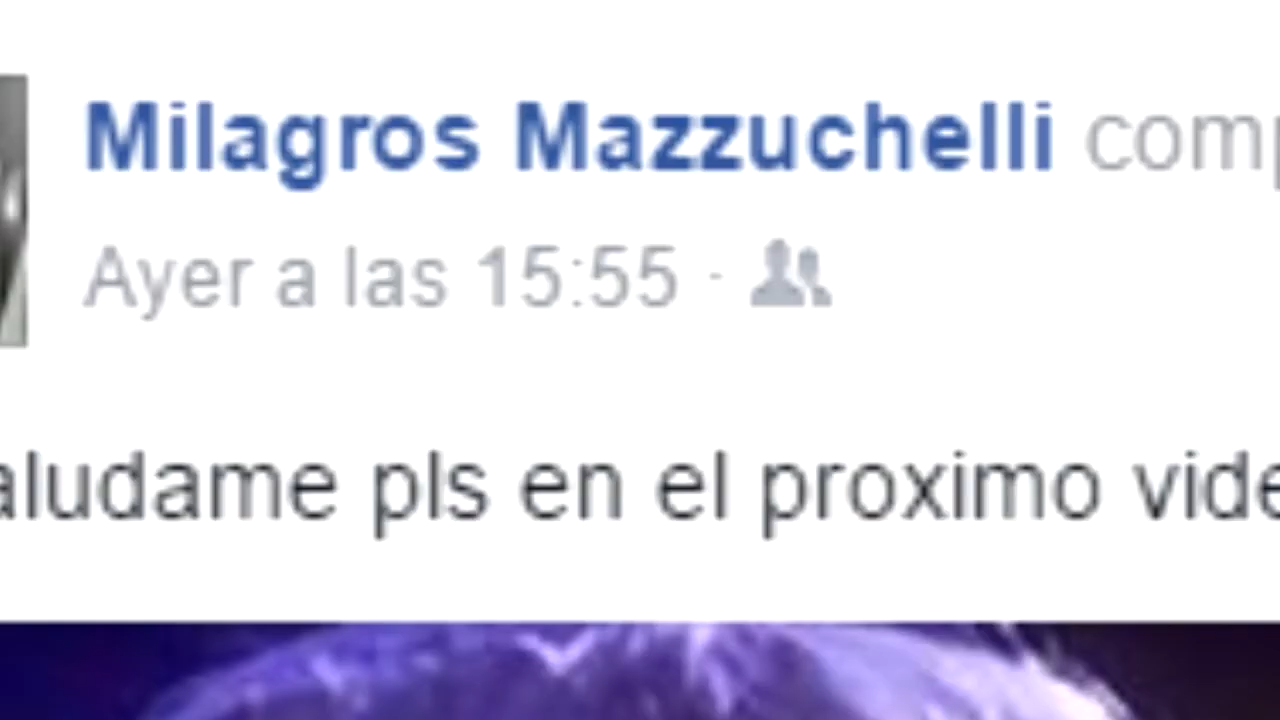 Milagros Mazzuchelli
Ayer a las 15:55 ·
pls en el proximo